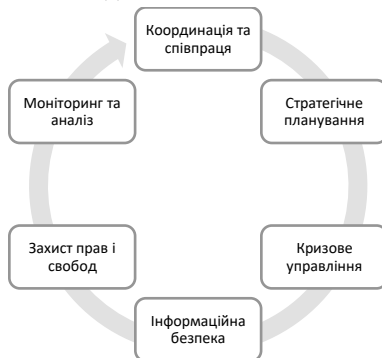 Координація та
співпраця
Стратегічне
планування
Кризове
управління
Інформаційна
безпека
Захист прав і
свобод
Моніторинг та
аналіз